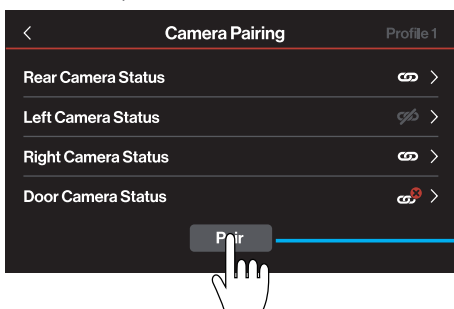 Camera Pairing Profile 1
Rear Camera Status
Left Camera Status
Right Camera Status
Door Camera Status
Pair